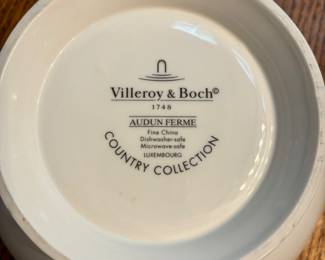 Villeroy & Boch©
1748
AUDUN FERME
Fine China
Dishwasher-safe
Microwave-safe
LUXEMBOURG
COUNTRY COLLECTION